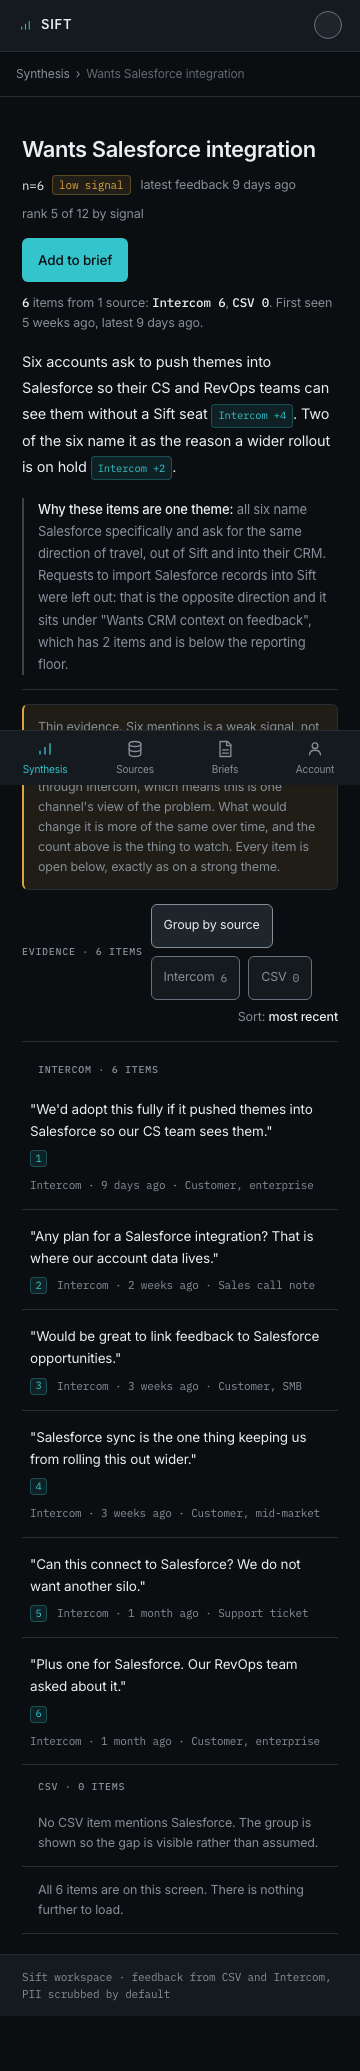 SIFT
Synthesis › Wants Salesforce integration
Wants Salesforce integration
n=6 low signal latest feedback 9 days ago
rank 5 of 12 by signal
Add to brief
6 items from 1 source: Intercom 6, CSV 0. First seen
5 weeks ago, latest 9 days ago.
Six accounts ask to push themes into
Salesforce so their CS and RevOps teams can
see them without a Sift seat Intercom +4. Two
of the six name it as the reason a wider rollout
is on hold Intercom +2.
Why these items are one theme: all six name
Salesforce specifically and ask for the same
direction of travel, out of Sift and into their CRM.
Requests to import Salesforce records into Sift
were left out: that is the opposite direction and it
sits under "Wants CRM context on feedback",
which has 2 items and is below the reporting
floor.
Thin evidence. Six mentions is a weak signal, not
Synthesis Sources Briefs Account
through Intercom, which means this is one
channel's view of the problem. What would
change it is more of the same over time, and the
count above is the thing to watch. Every item is
open below, exactly as on a strong theme.
EVIDENCE · 6 ITEMS
Group by source
Intercom 6 CSV 0
Sort: most recent
INTERCOM · 6 ITEMS
"We'd adopt this fully if it pushed themes into
Salesforce so our CS team sees them."
1
Intercom · 9 days ago · Customer, enterprise
"Any plan for a Salesforce integration? That is
where our account data lives."
2 Intercom · 2 weeks ago · Sales call note
"Would be great to link feedback to Salesforce
opportunities."
3 Intercom · 3 weeks ago · Customer, SMB
"Salesforce sync is the one thing keeping us
from rolling this out wider."
4
Intercom · 3 weeks ago · Customer, mid-market
"Can this connect to Salesforce? We do not
want another silo."
5 Intercom · 1 month ago · Support ticket
"Plus one for Salesforce. Our RevOps team
asked about it."
6
Intercom · 1 month ago · Customer, enterprise
CSV · 0 ITEMS
No CSV item mentions Salesforce. The group is
shown so the gap is visible rather than assumed.
All 6 items are on this screen. There is nothing
further to load.
Sift workspace · feedback from CSV and Intercom,
PII scrubbed by default